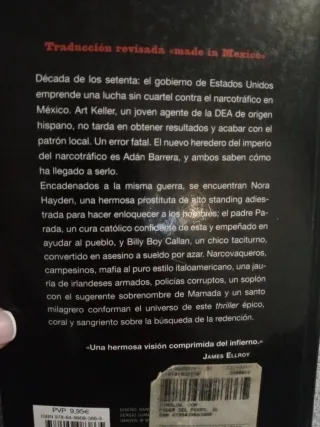 Traducción revisada «made in Mexico»
Década de los setenta: el gobierno de Estados Unidos
emprende una lucha sin cuartel contra el narcotráfico en
México. Art Keller, un joven agente de la DEA de origen
hispano, no tarda en obtener resultados y acabar con el
patrón local. Un error fatal. El nuevo heredero del imperio
del narcotráfico es Adán Barrera, y ambos saben cómo
ha llegado a serlo.
Encadenados a la misma guerra, se encuentran Nora
Hayden, una hermosa prostituta de alto standing adies-
trada para hacer enloquecer a los hombres; el padre Pa-
rada, un cura católico confidente de esta y empeñado en
ayudar al pueblo, y Billy Boy Callan, un chico taciturno,
convertido en asesino a sueldo por azar. Narcovaqueros,
campesinos, mafia al puro estilo italoamericano, una jau-
ría de irlandeses armados, policías corruptos, un soplón
con el sugerente sobrenombre de Mamada y un santo
milagrero conforman el universo de este thriller épico,
coral y sangriento sobre la búsqueda de la redención.
«Una hermosa visión comprimida del infierno.»
JAMES ELLROY
PVP 9,95€